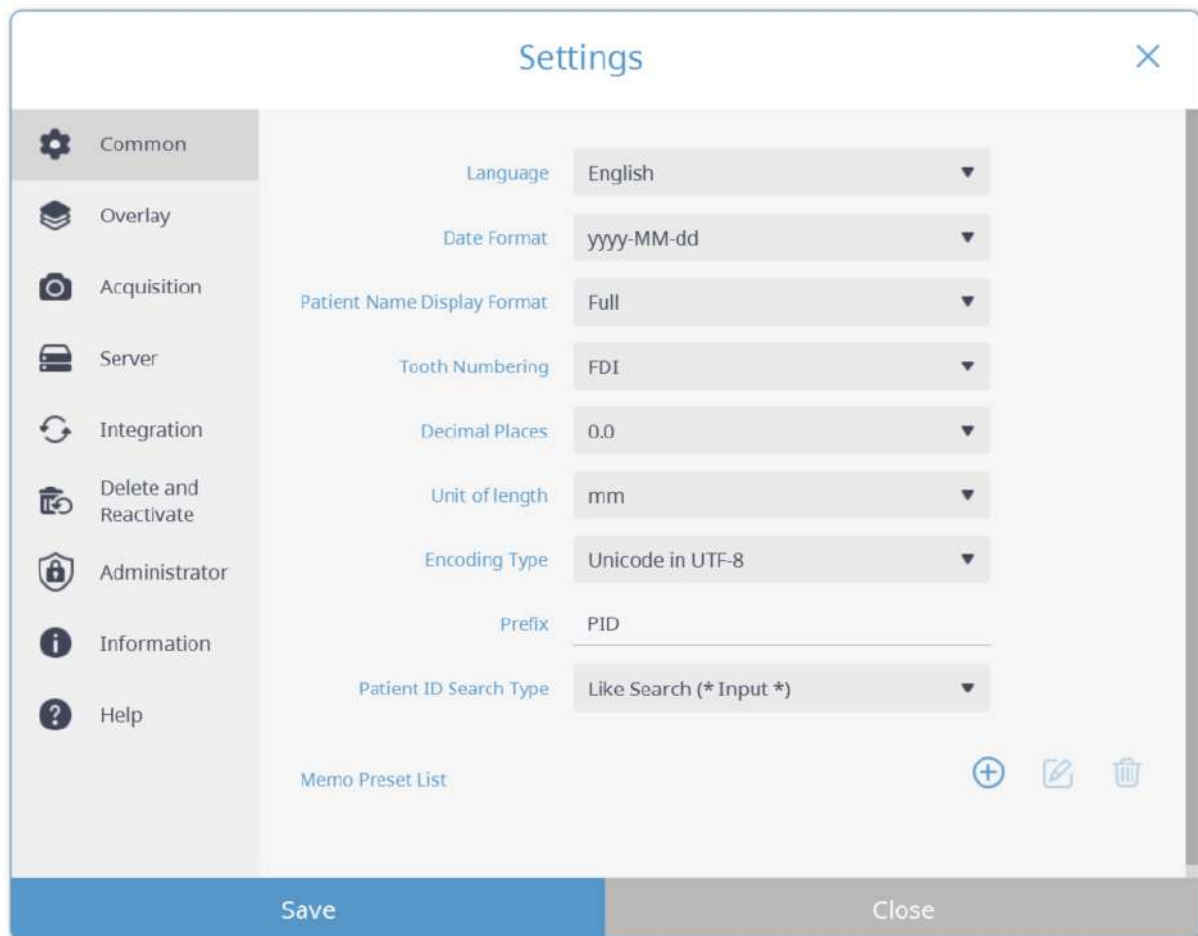 Settings
Common
Overlay
Acquisition
Server
Integration
Delete and
Reactivate
Administrator
Information
Help
Language English
Date Format yyyy-MM-dd
Patient Name Display Format Full
Tooth Numbering FDI
Decimal Places 0.0
Unit of length mm
Encoding Type Unicode in UTF-8
Prefix PID
Patient ID Search Type Like Search (* Input *)
Memo Preset List
Save Close